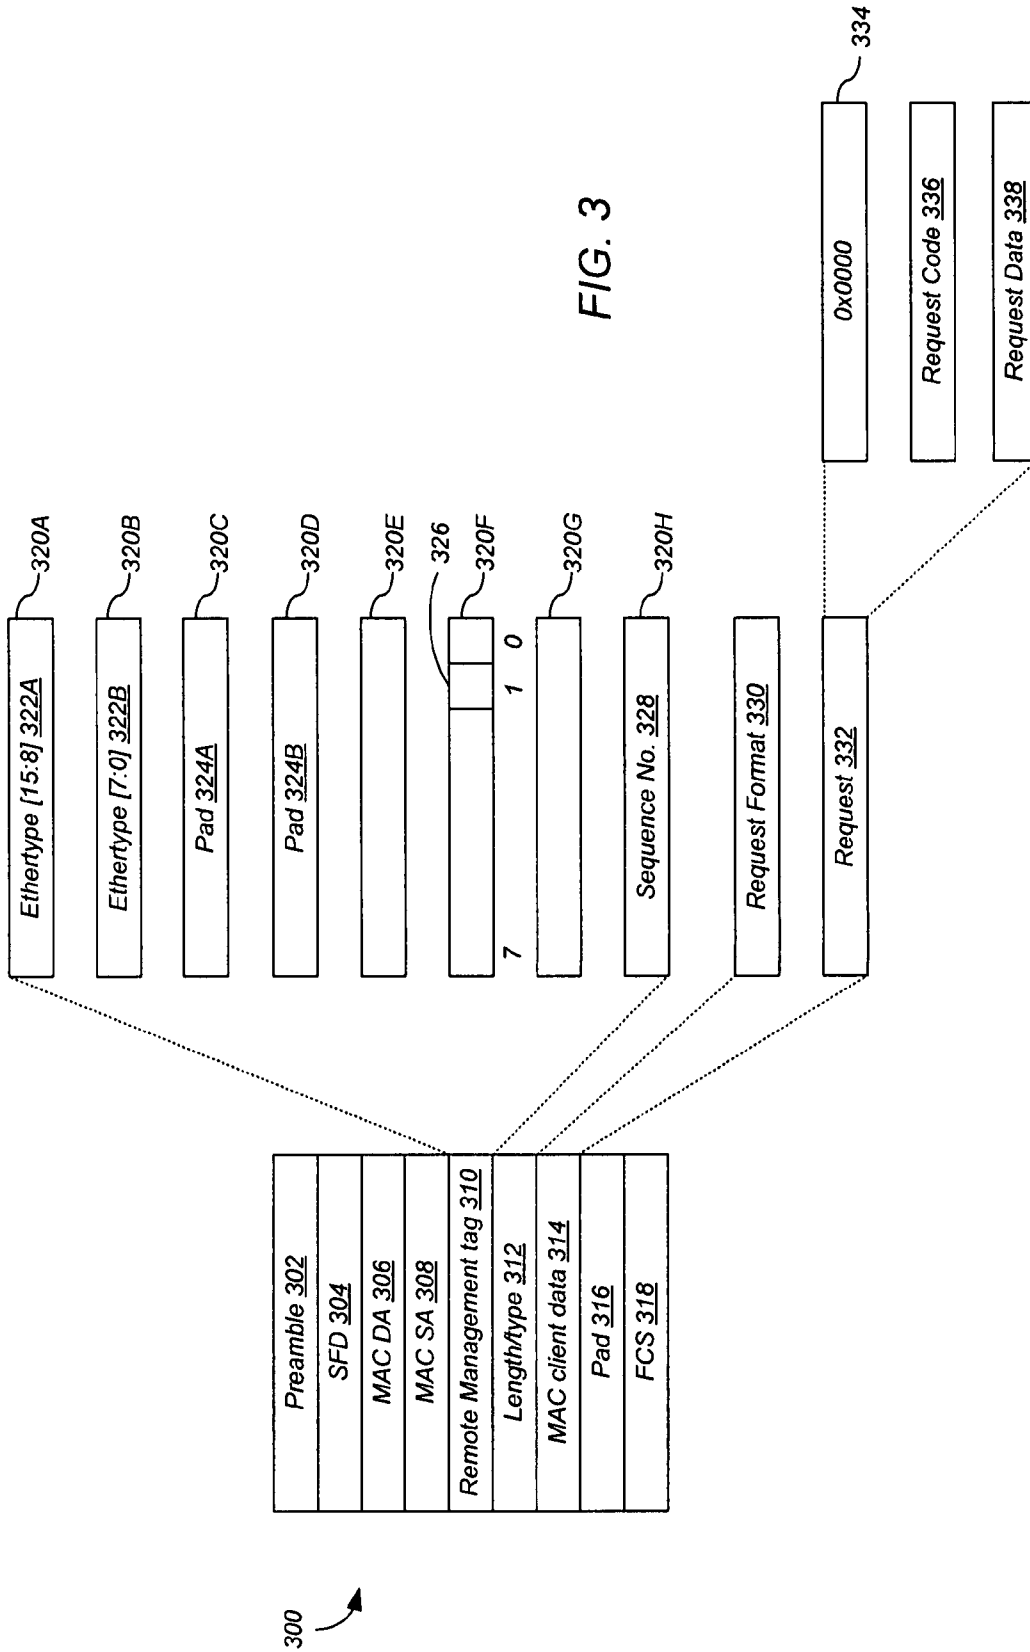 300
Preamble 302
SFD 304
MAC DA 306
MAC SA 308
Remote Management tag 310
Length/type 312
MAC client data 314
Pad 316
FCS 318
Ethertype [15:8] 322A
320A
Ethertype [7:0] 322B
320B
Pad 324A
320C
Pad 324B
320D
320E
326
320F
7
1
0
320G
Sequence No. 328
320H
Request Format 330
Request 332
0x0000
334
Request Code 336
Request Data 338
FIG. 3